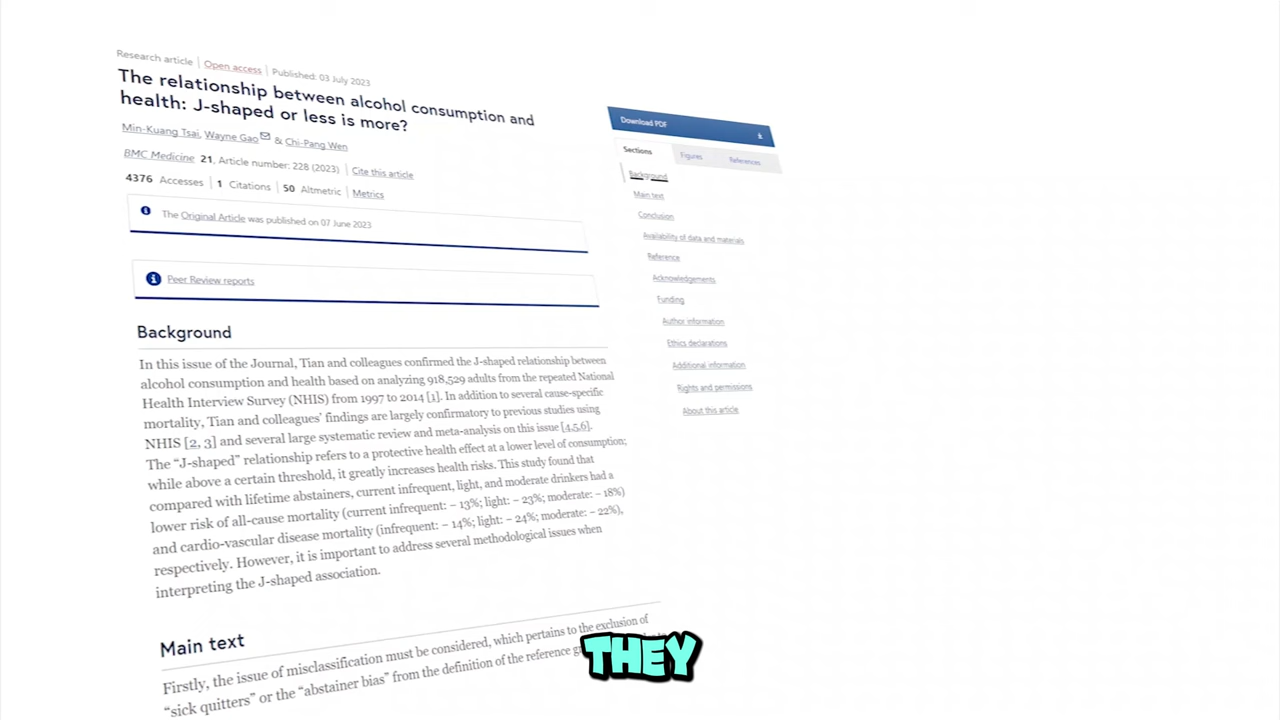 Research article | Open access | Published: 03 July 2023
The relationship between alcohol consumption and
health: J-shaped or less is more?
Min-Kuang Tsai, Wayne Gao & Chi-Pang Wen
BMC Medicine 21, Article number: 228 (2023) | Cite this article
4376 Accesses | 1 Citations | 50 Altmetric | Metrics
The Original Article was published on 07 June 2023
Peer Review reports
Background
In this issue of the Journal, Tian and colleagues confirmed the J-shaped relationship between
alcohol consumption and health based on analyzing 918,529 adults from the repeated National
Health Interview Survey (NHIS) from 1997 to 2014 [1]. In addition to several cause-specific
mortality, Tian and colleagues' findings are largely confirmatory to previous studies using
NHIS [2, 3] and several large systematic review and meta-analysis on this issue [4,5,6].
The “J-shaped” relationship refers to a protective health effect at a lower level of consumption;
while above a certain threshold, it greatly increases health risks. This study found that
compared with lifetime abstainers, current infrequent, light, and moderate drinkers had a
lower risk of all-cause mortality (current infrequent: − 13%; light: − 23%; moderate: − 18%)
and cardio-vascular disease mortality (infrequent: − 14%; light: − 24%; moderate: − 22%),
respectively. However, it is important to address several methodological issues when
interpreting the J-shaped association.
Main text
Firstly, the issue of misclassification must be considered, which pertains to the exclusion of
“sick quitters” or the “abstainer bias” from the definition of the reference
Download PDF
Sections
Figures
References
Background
Main text
Conclusion
Availability of data and materials
Reference
Acknowledgements
Funding
Author information
Ethics declarations
Additional information
Rights and permissions
About this article
THEY